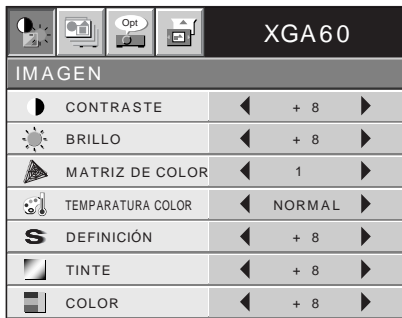 Opt
XGA60
IMAGEN
CONTRASTE + 8
BRILLO + 8
MATRIZ DE COLOR 1
TEMPARATURA COLOR NORMAL
S DEFINICIÓN + 8
TINTE + 8
COLOR + 8